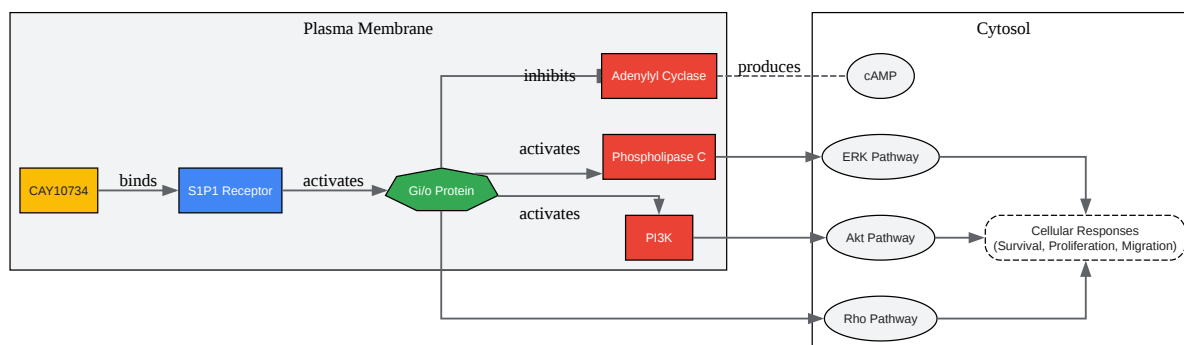 Plasma Membrane
Cytosol
inhibits
Adenylyl Cyclase
produces
cAMP
activates
Phospholipase C
ERK Pathway
CAY10734
binds
S1P1 Receptor
activates
Gi/o Protein
activates
PI3K
Akt Pathway
Cellular Responses
(Survival, Proliferation, Migration)
Rho Pathway